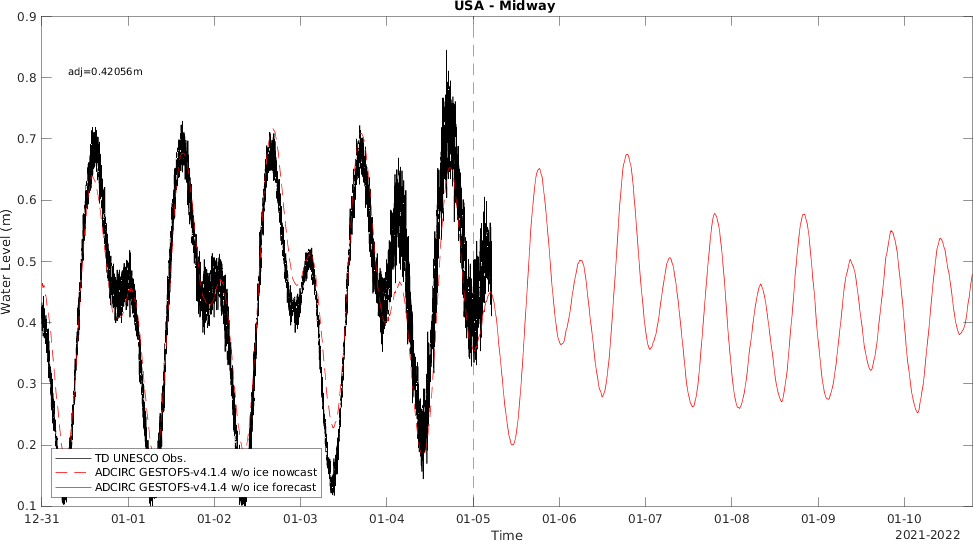 USA - Midway
0.9
0.8
0.7
0.6
0.5
0.4
0.3
0.2
0.1
Water Level (m)
adj=0.42056m
TD UNESCO Obs.
ADCIRC GESTOFS-v4.1.4 w/o ice nowcast
ADCIRC GESTOFS-v4.1.4 w/o ice forecast
12-31 01-01 01-02 01-03 01-04 01-05 01-06 01-07 01-08 01-09 01-10
Time
2021-2022